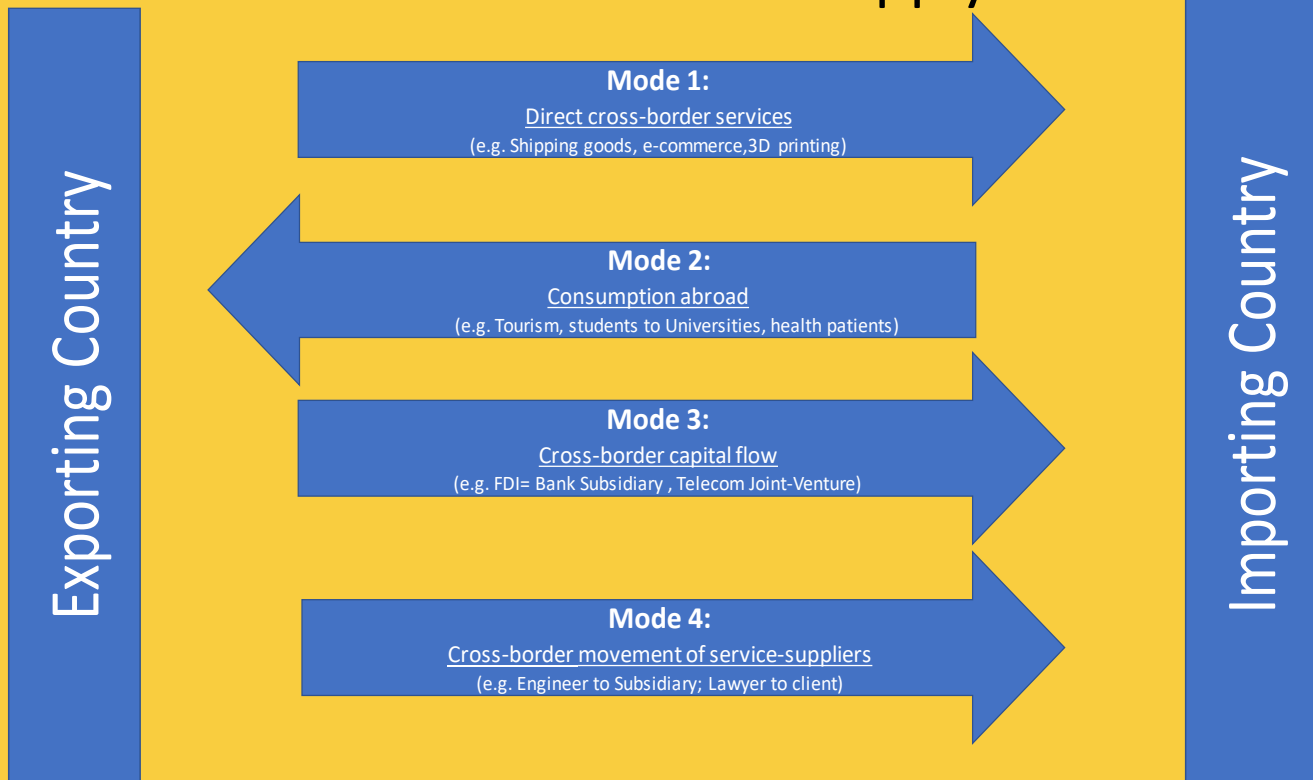 Exporting Country
Mode 1:
Direct cross-border services
(e.g. Shipping goods, e-commerce,3D printing)
Mode 2:
Consumption abroad
(e.g. Tourism, students to Universities, health patients)
Mode 3:
Cross-border capital flow
(e.g. FDI= Bank Subsidiary , Telecom Joint-Venture)
Mode 4:
Cross-border movement of service-suppliers
(e.g. Engineer to Subsidiary; Lawyer to client)
Importing Country